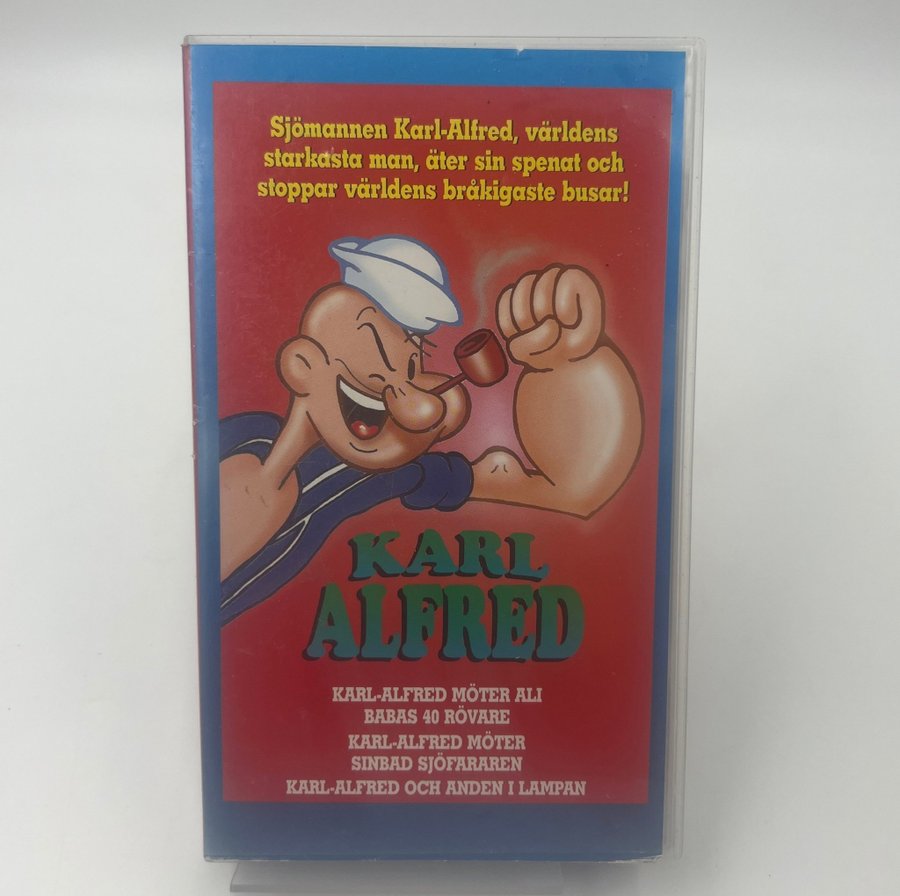 Sjömannen Karl-Alfred, världens
starkasta man, äter sin spenat och
stoppar världens bråkigaste busar!
KARL
ALFRED
KARL-ALFRED MÖTER ALI
BABAS 40 RÖVARE
KARL-ALFRED MÖTER
SINBAD SJÖFARAREN
KARL-ALFRED OCH ANDEN I LAMPAN